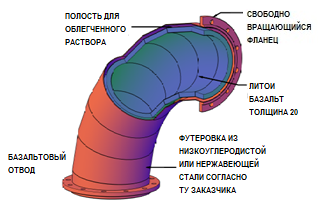 ПОЛОСТЬ ДЛЯ
ОБЛЕГЧЕННОГО
РАСТВОРА
СВОБОДНО
ВРАЩАЮЩИЙСЯ
ФЛАНЕЦ
ЛИТОИ
БАЗАЛЬТ
ТОЛЩИНА 20
ФУТЕРОВКА ИЗ
НИЗКОУГЛЕРОДИСТОЙ
ИЛИ НЕРЖАВЕЮЩЕЙ
СТАЛИ СОГЛАСНО
ТУ ЗАКАЗЧИКА
БАЗАЛЬТОВЫЙ
ОТВОД